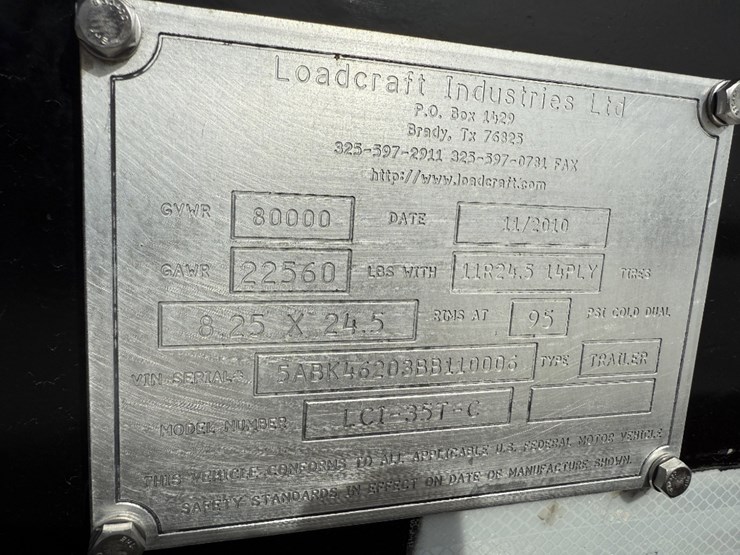 Loadcraft Industries Ltd
P.O. Box 1429
Brady, Tx 76825
325-597-2911 325-597-0781 FAX
http://www.loadcraft.com
GVWR 80000 DATE 11/2010
GAWR 22560 LBS WITH 11R24.5 14PLY TIRES
8.25 X 24.5 RIMS AT 95 PSI COLD DUAL
VIN SERIAL# 5ABK46203BB110006 TYPE TRAILER
MODEL NUMBER LCI-35T-C
THIS VEHICLE CONFORMS TO ALL APPLICABLE U.S. FEDERAL MOTOR VEHICLE
SAFETY STANDARDS IN EFFECT ON DATE OF MANUFACTURE SHOWN.